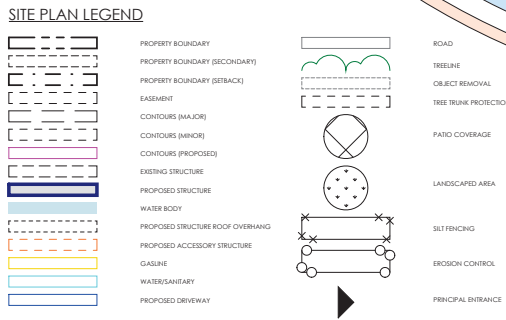 SITE PLAN LEGEND
PROPERTY BOUNDARY
PROPERTY BOUNDARY (SECONDARY)
PROPERTY BOUNDARY (SETBACK)
EASEMENT
CONTOURS (MAJOR)
CONTOURS (MINOR)
CONTOURS (PROPOSED)
EXISTING STRUCTURE
PROPOSED STRUCTURE
WATER BODY
PROPOSED STRUCTURE ROOF OVERHANG
PROPOSED ACCESSORY STRUCTURE
GASLINE
WATER/SANITARY
PROPOSED DRIVEWAY
ROAD
TREELINE
OBJECT REMOVAL
TREE TRUNK PROTECTIO
PATIO COVERAGE
LANDSCAPED AREA
SILT FENCING
EROSION CONTROL
PRINCIPAL ENTRANCE